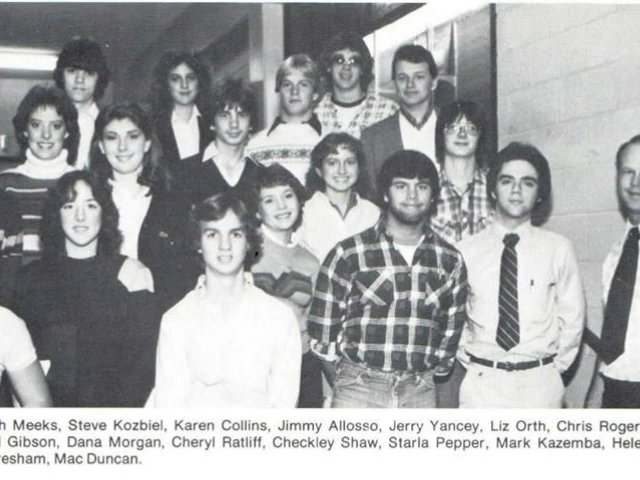 h Meeks, Steve Kozbiel, Karen Collins, Jimmy Allosso, Jerry Yancey, Liz Orth, Chris Roger
l Gibson, Dana Morgan, Cheryl Ratliff, Checkley Shaw, Starla Pepper, Mark Kazemba, Hele
resham, Mac Duncan.